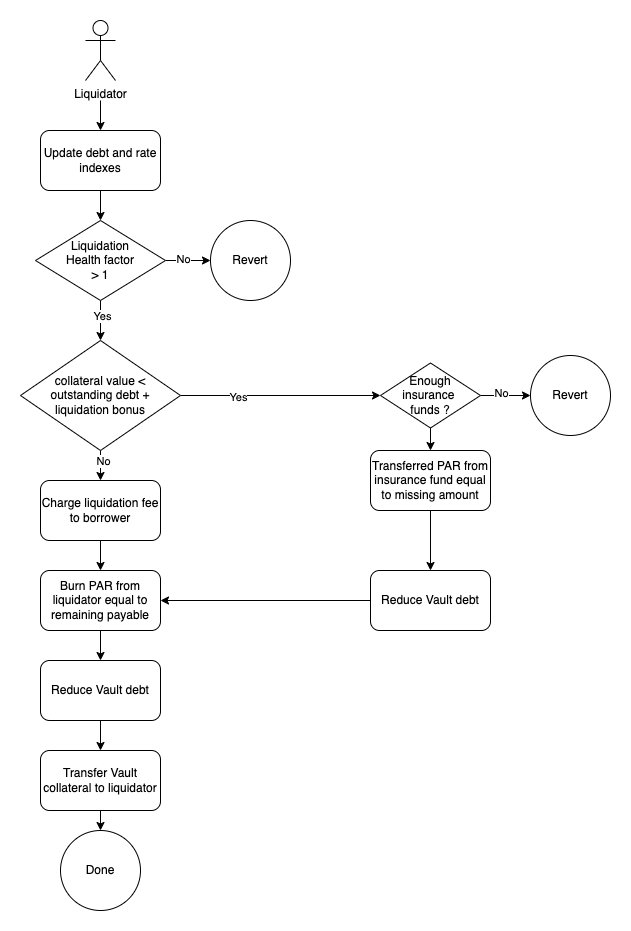 Liquidator
Update debt and rate
indexes
Liquidation
Health factor
> 1
No
Revert
Yes
collateral value <
outstanding debt +
liquidation bonus
Yes
Enough
insurance
funds ?
No
Revert
No
Transferred PAR from
insurance fund equal
to missing amount
Charge liquidation fee
to borrower
Burn PAR from
liquidator equal to
remaining payable
Reduce Vault debt
Reduce Vault debt
Transfer Vault
collateral to liquidator
Done